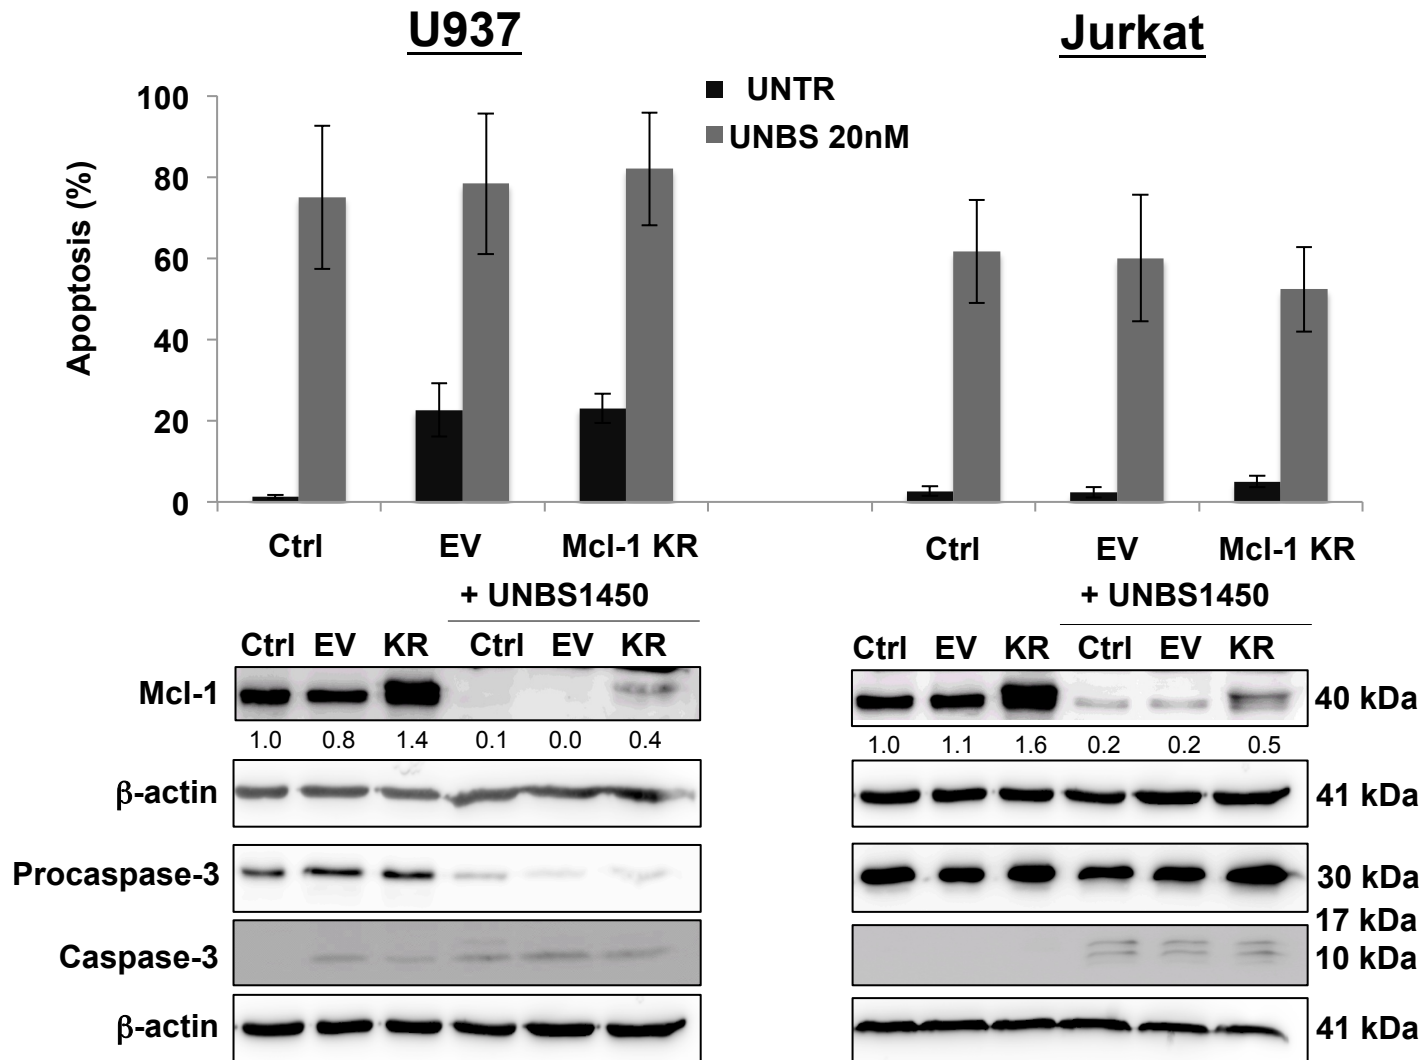 U937 Jurkat
100
UNTR
UNBS 20nM
80
60
40
20
0
Apoptosis (%)
Ctrl EV Mcl-1 KR Ctrl EV Mcl-1 KR
+ UNBS1450 + UNBS1450
Ctrl EV KR Ctrl EV KR Ctrl EV KR Ctrl EV KR
Mcl-1 40 kDa
1.0 0.8 1.4 0.1 0.0 0.4 1.0 1.1 1.6 0.2 0.2 0.5
β-actin 41 kDa
Procaspase-3 30 kDa
17 kDa
Caspase-3 10 kDa
β-actin 41 kDa